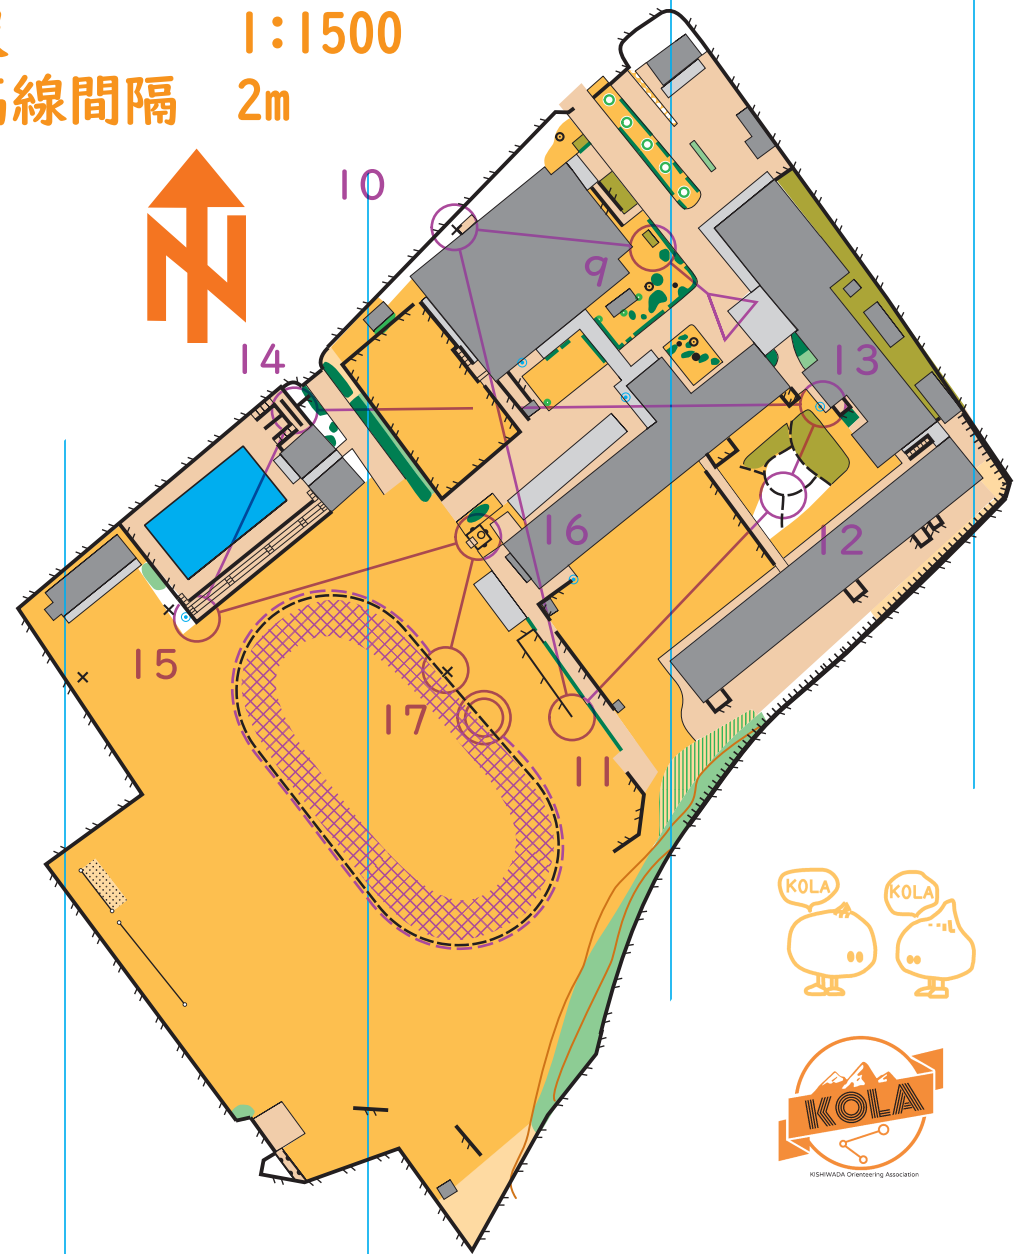 1:1500
線間隔 2m
10
9
14
13
16
12
15
17
11
KOLA
KOLA
KOLA
KISHIWADA Orienteering Association